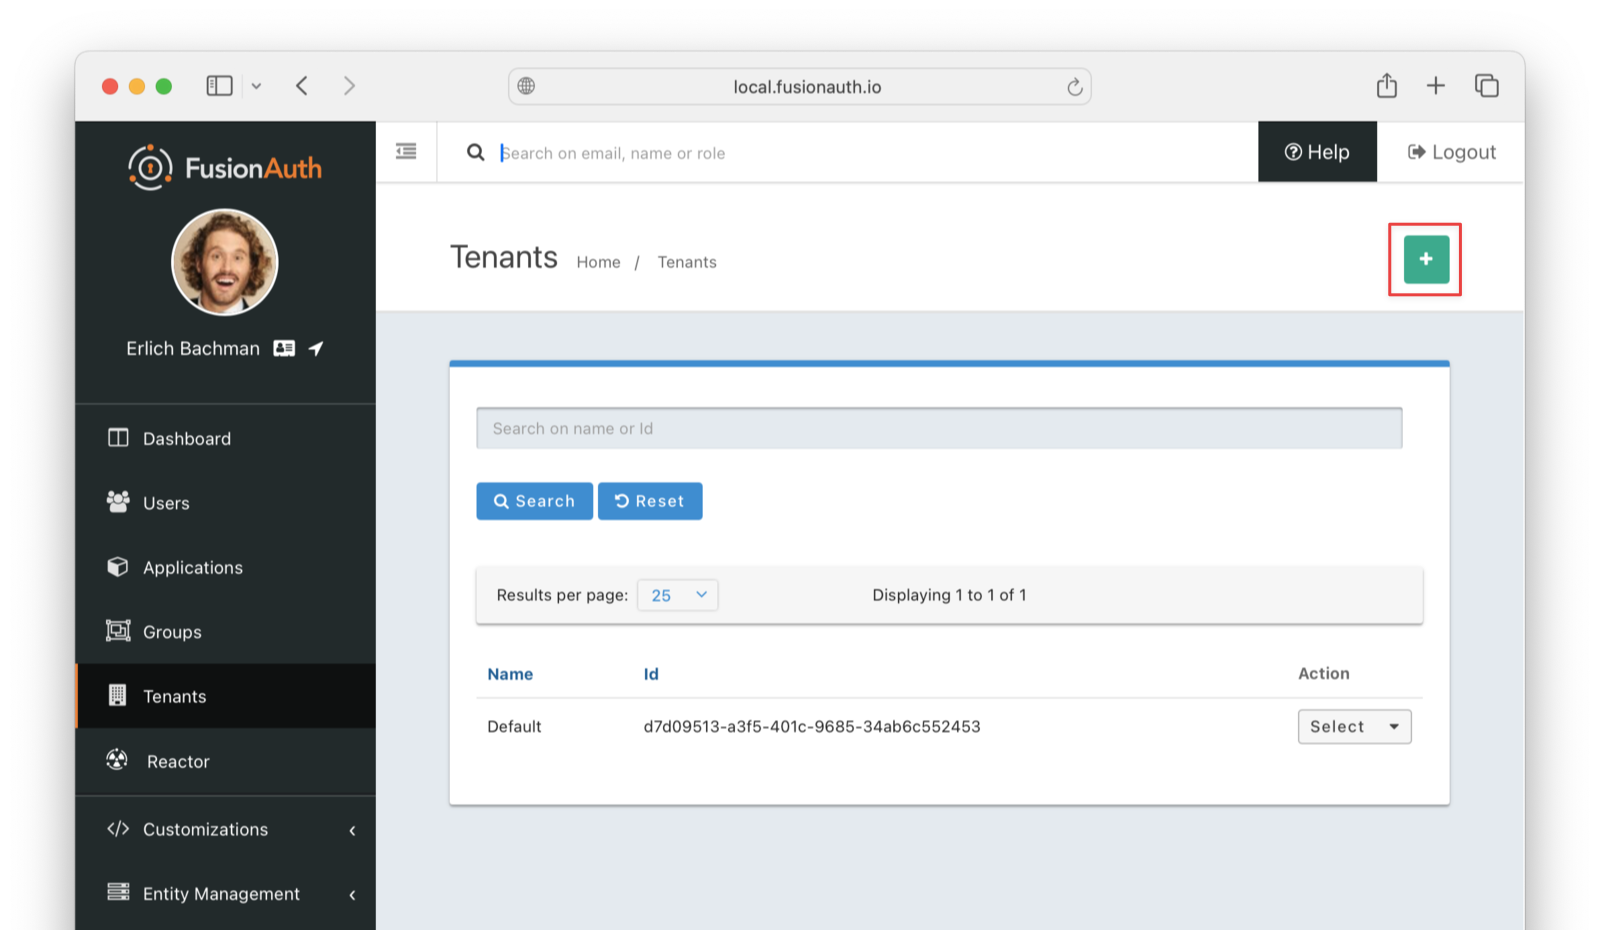 local.fusionauth.io
FusionAuth
Search on email, name or role
Help
Logout
Tenants
Home / Tenants
+
Erlich Bachman
Dashboard
Users
Applications
Groups
Tenants
Reactor
Customizations
Entity Management
Search on name or Id
Search
Reset
Results per page: 25
Displaying 1 to 1 of 1
Name Id Action
Default d7d09513-a3f5-401c-9685-34ab6c552453 Select